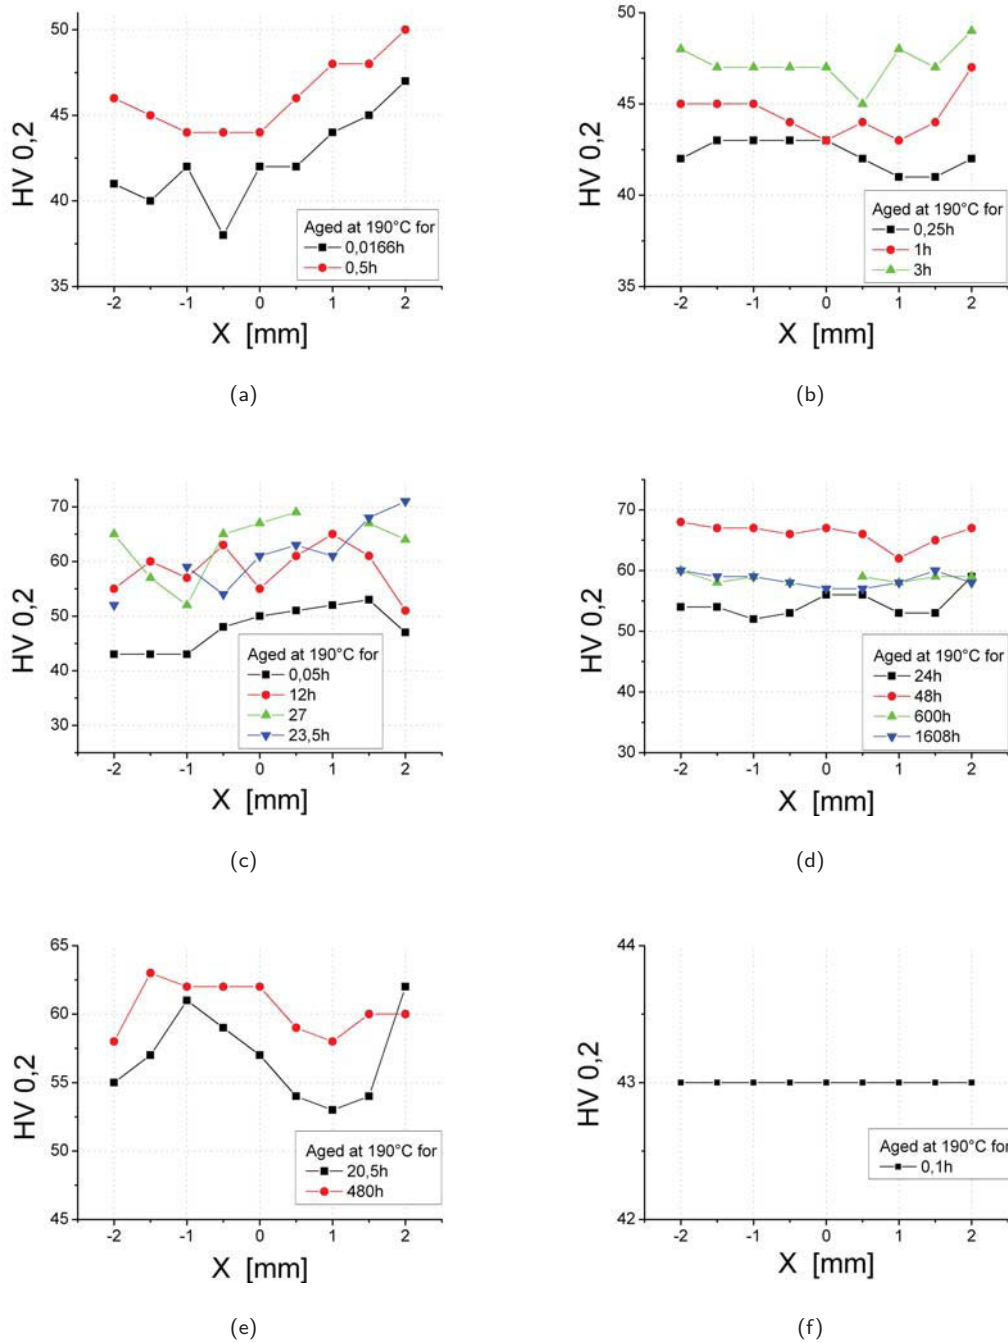 50
45
40
35
HV 0,2
Aged at 190°C for
0,0166h
0,5h
-2 -1 0 1 2
X [mm]
(a)
50
45
40
35
HV 0,2
Aged at 190°C for
0,25h
1h
3h
-2 -1 0 1 2
X [mm]
(b)
70
60
50
40
30
HV 0,2
Aged at 190°C for
0,05h
12h
27
23,5h
-2 -1 0 1 2
X [mm]
(c)
70
60
50
40
30
HV 0,2
Aged at 190°C for
24h
48h
600h
1608h
-2 -1 0 1 2
X [mm]
(d)
65
60
55
50
45
HV 0,2
Aged at 190°C for
20,5h
480h
-2 -1 0 1 2
X [mm]
(e)
44
43
42
HV 0,2
Aged at 190°C for
0,1h
-2 -1 0 1 2
X [mm]
(f)